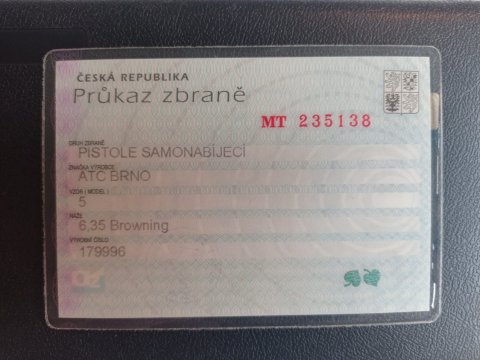 ČESKÁ REPUBLIKA
Průkaz zbraně
MT 235138
DRUH ZBRANĚ
PISTOLE SAMONABÍJECÍ
ZNAČKA VÝROBCE
ATC BRNO
VZOR | MODEL
5
RÁŽE
6,35 Browning
VÝROBNÍ ČÍSLO
179996